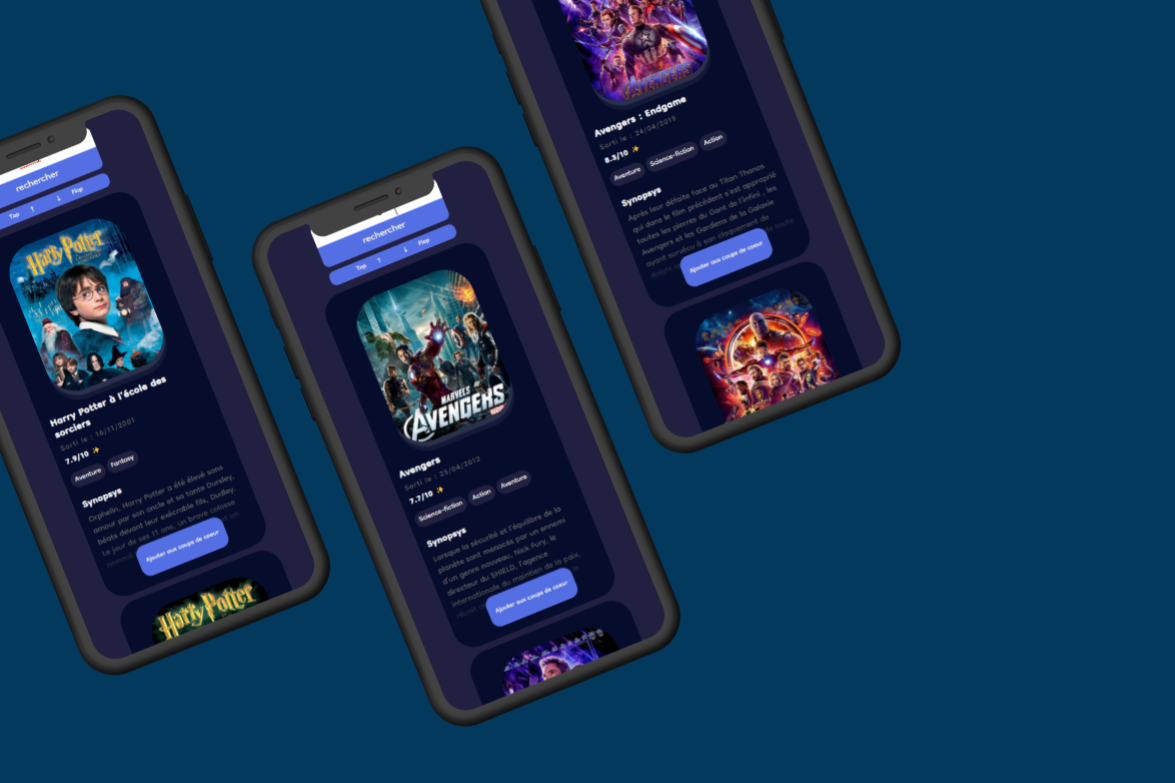 rechercher
Top ↑ ↓ Flop
Harry Potter
Harry Potter à l'école des
sorciers
Sorti le : 16/11/2001
7.9/10 ✨
Aventure
Fantasy
Synopsys
Orphelin, Harry Potter a été élevé sans
amour par son oncle et sa tante Dursley,
béats devant leur exécrable fils, Dudley.
Le jour de ses 11 ans, un brave colosse
Ajouter aux coups de coeur
Harry Potter
rechercher
Top ↑ ↓ Flop
MARVEL'S
AVENGERS
Avengers
Sorti le : 25/04/2012
7.7/10 ✨
Science-fiction
Action
Aventure
Synopsys
Lorsque la sécurité et l'équilibre de la
planète sont menacés par un ennemi
d'un genre nouveau, Nick Fury, le
directeur du SHIELD, l'agence
internationale du maintien de la paix,
Ajouter aux coups de coeur
AVENGERS
Avengers : Endgame
Sorti le : 24/04/2019
8.3/10 ✨
Aventure
Science-fiction
Action
Synopsys
Après leur défaite face au Titan Thanos
qui dans le film précédent s'est approprié
toutes les pierres du Gant de l'infini , les
Avengers et les Gardiens de la Galaxie
ayant survécu à son claquement de
Ajouter aux coups de coeur